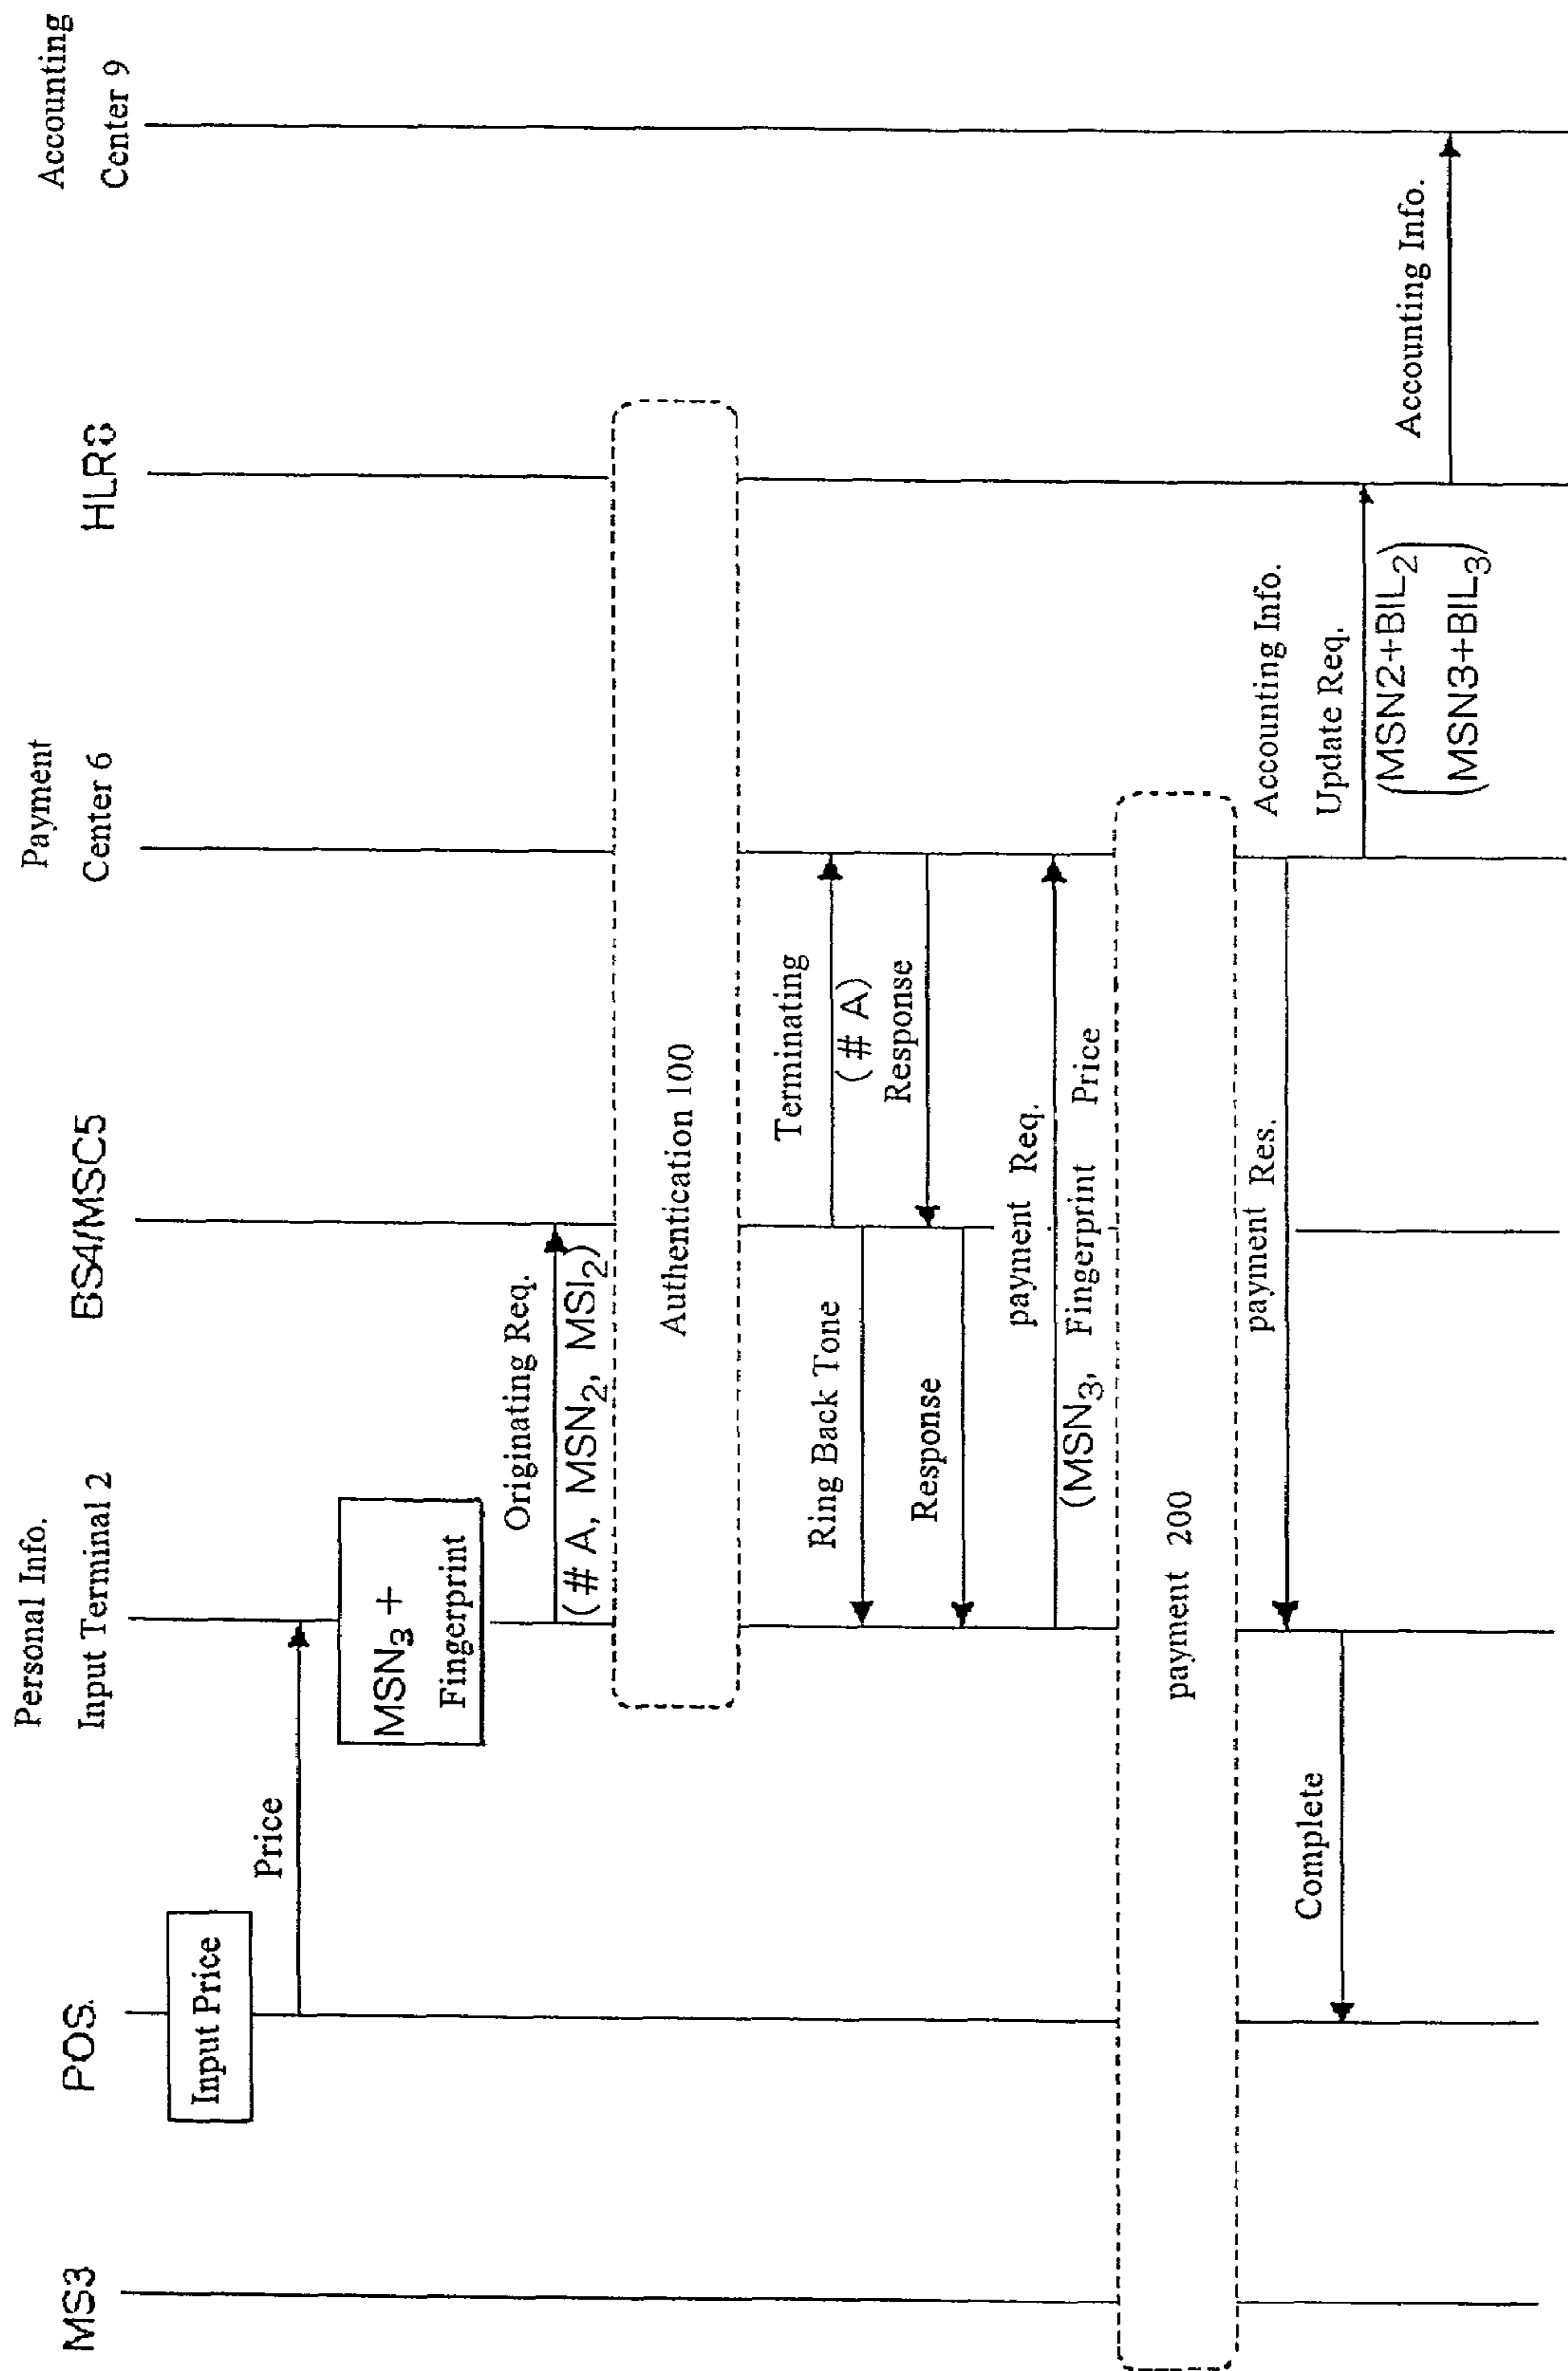 MS3
POS.
Personal Info.
Input Terminal 2
BS4/MSC5
Payment
Center 6
HLR8
Accounting
Center 9
Input Price
Price
MSN3 +
Fingerprint
Originating Req.
(# A, MSN2, MSI2)
Authentication 100
Terminating
(# A)
Ring Back Tone
Response
Response
payment Req.
(MSN3, Fingerprint Price
payment 200
payment Res.
Accounting Info.
Update Req.
(MSN2+BIL2)
(MSN3+BIL3)
Complete
Accounting Info.